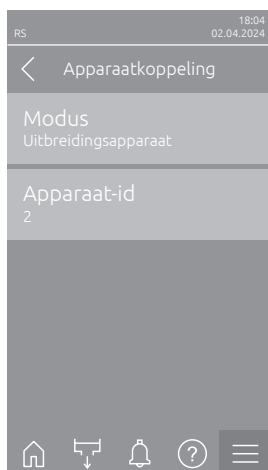 18:04
RS 02.04.2024
Apparaatkoppeling
Modus
Uitbreidingsapparaat
Apparaat-id
2
?